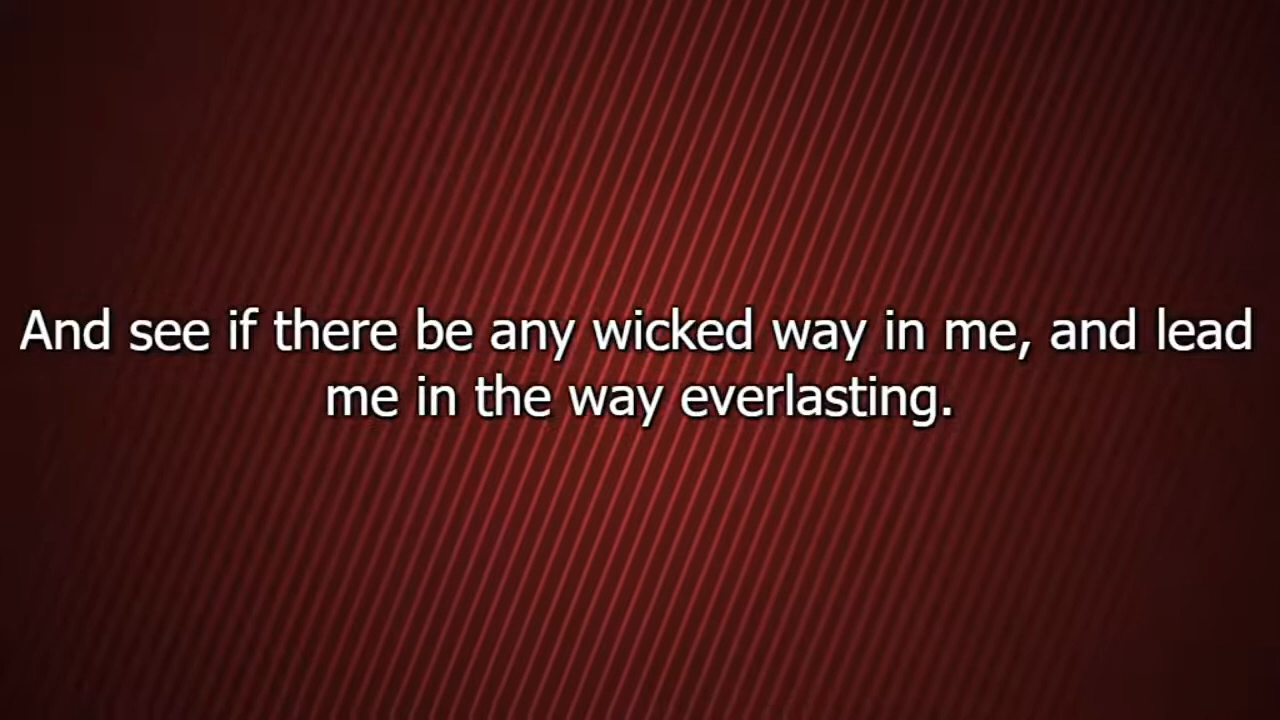 And see if there be any wicked way in me, and lead
me in the way everlasting.